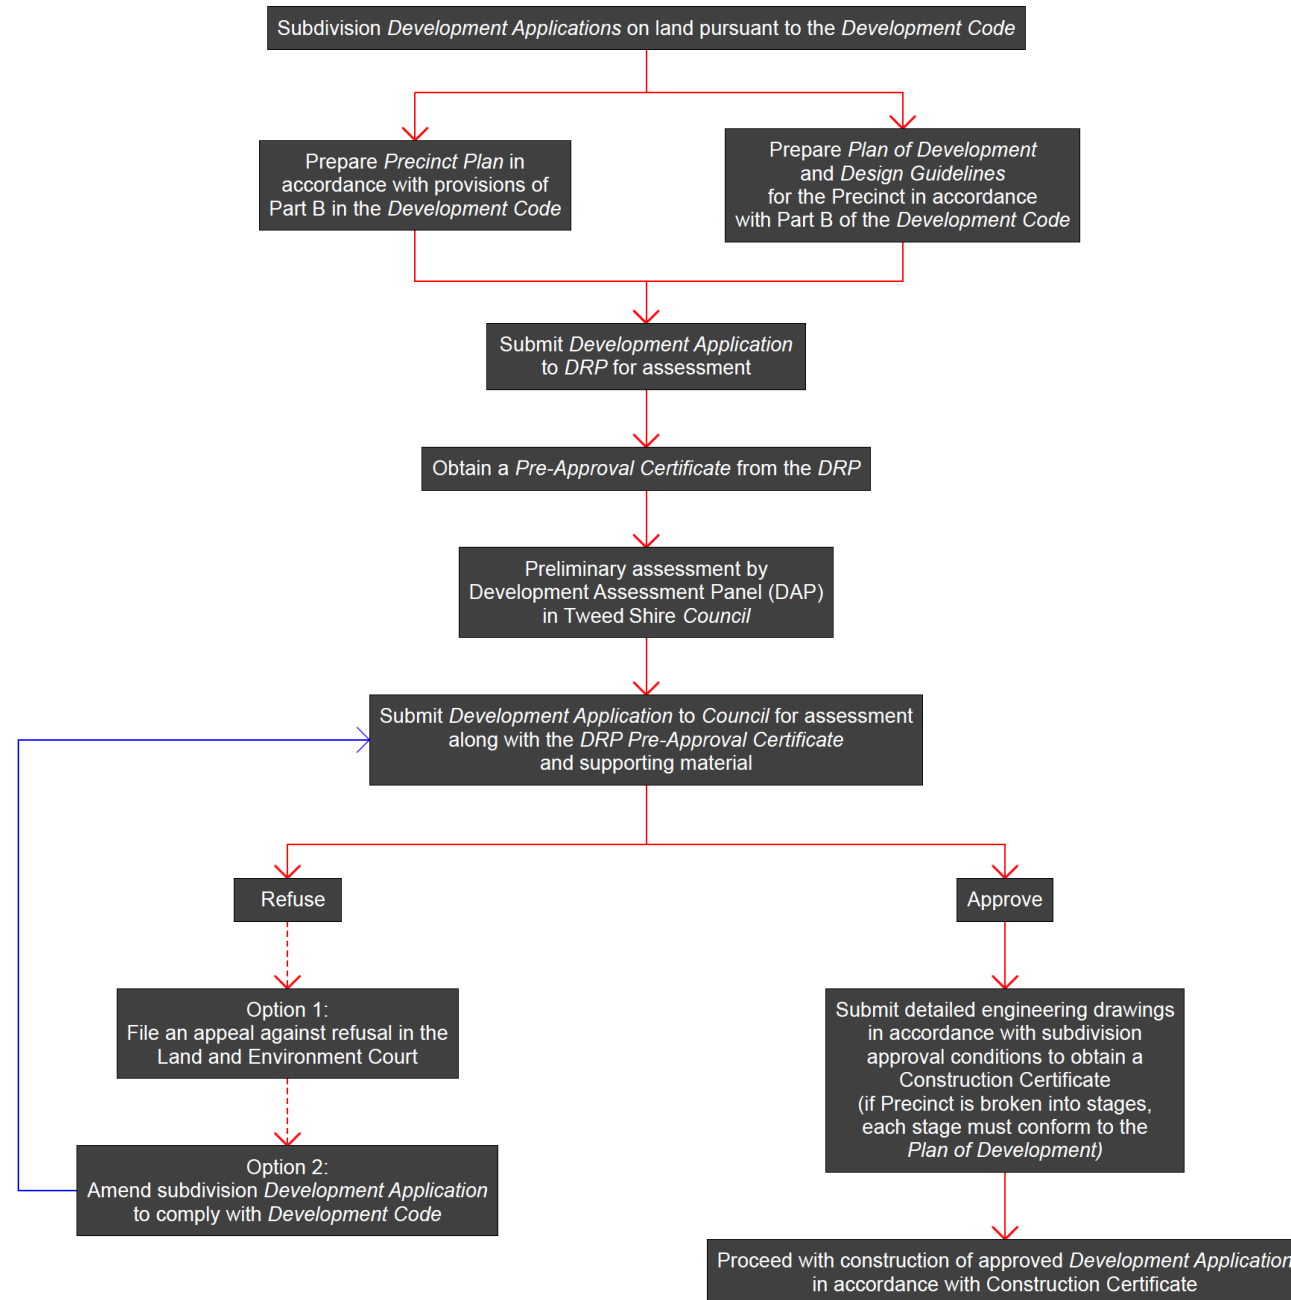 Subdivision Development Applications on land pursuant to the Development Code
Prepare Precinct Plan in
accordance with provisions of
Part B in the Development Code
Prepare Plan of Development
and Design Guidelines
for the Precinct in accordance
with Part B of the Development Code
Submit Development Application
to DRP for assessment
Obtain a Pre-Approval Certificate from the DRP
Preliminary assessment by
Development Assessment Panel (DAP)
in Tweed Shire Council
Submit Development Application to Council for assessment
along with the DRP Pre-Approval Certificate
and supporting material
Refuse
Approve
Option 1:
File an appeal against refusal in the
Land and Environment Court
Submit detailed engineering drawings
in accordance with subdivision
approval conditions to obtain a
Construction Certificate
(if Precinct is broken into stages,
each stage must conform to the
Plan of Development)
Option 2:
Amend subdivision Development Application
to comply with Development Code
Proceed with construction of approved Development Application
in accordance with Construction Certificate